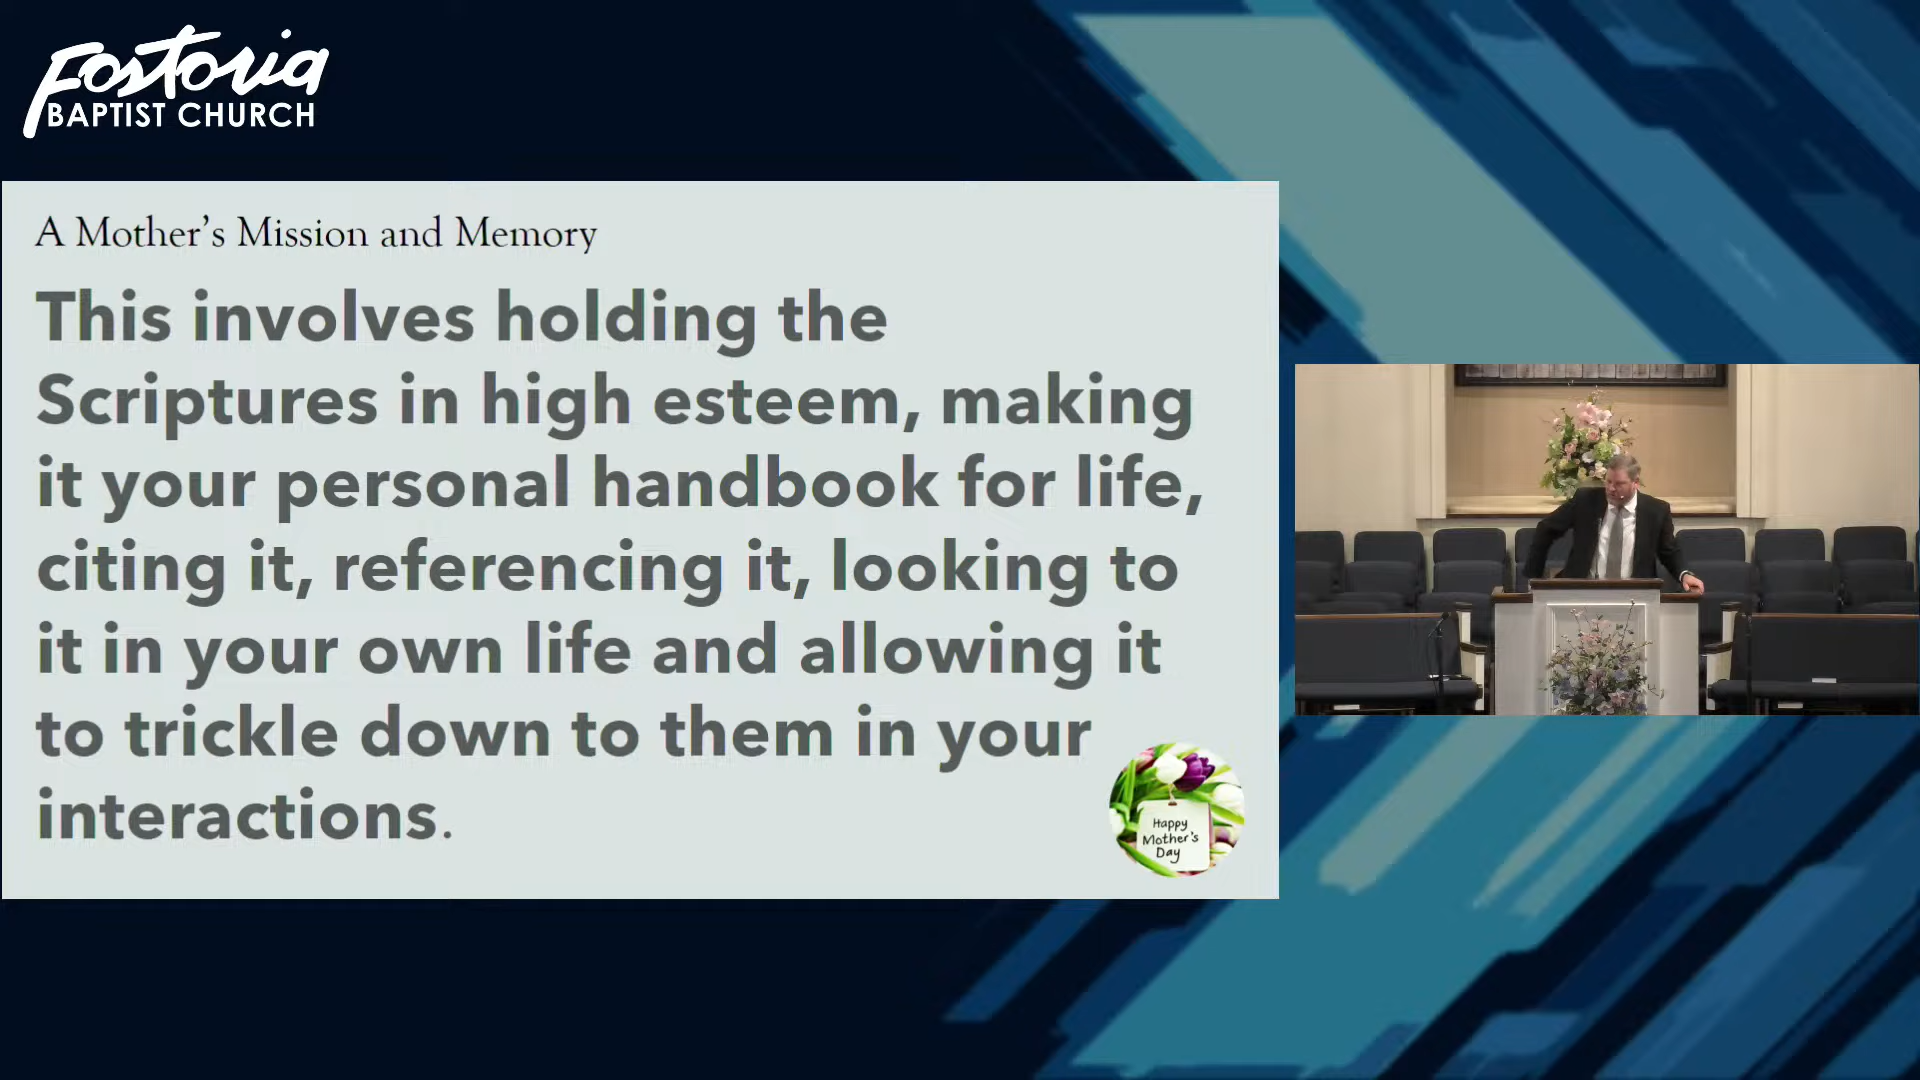 Fostoria
BAPTIST CHURCH
A Mother’s Mission and Memory
This involves holding the
Scriptures in high esteem, making
it your personal handbook for life,
citing it, referencing it, looking to
it in your own life and allowing it
to trickle down to them in your
interactions.
Happy
Mother's
Day